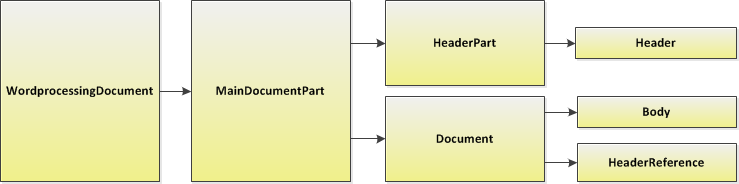 WordprocessingDocument
MainDocumentPart
HeaderPart
Header
Document
Body
HeaderReference